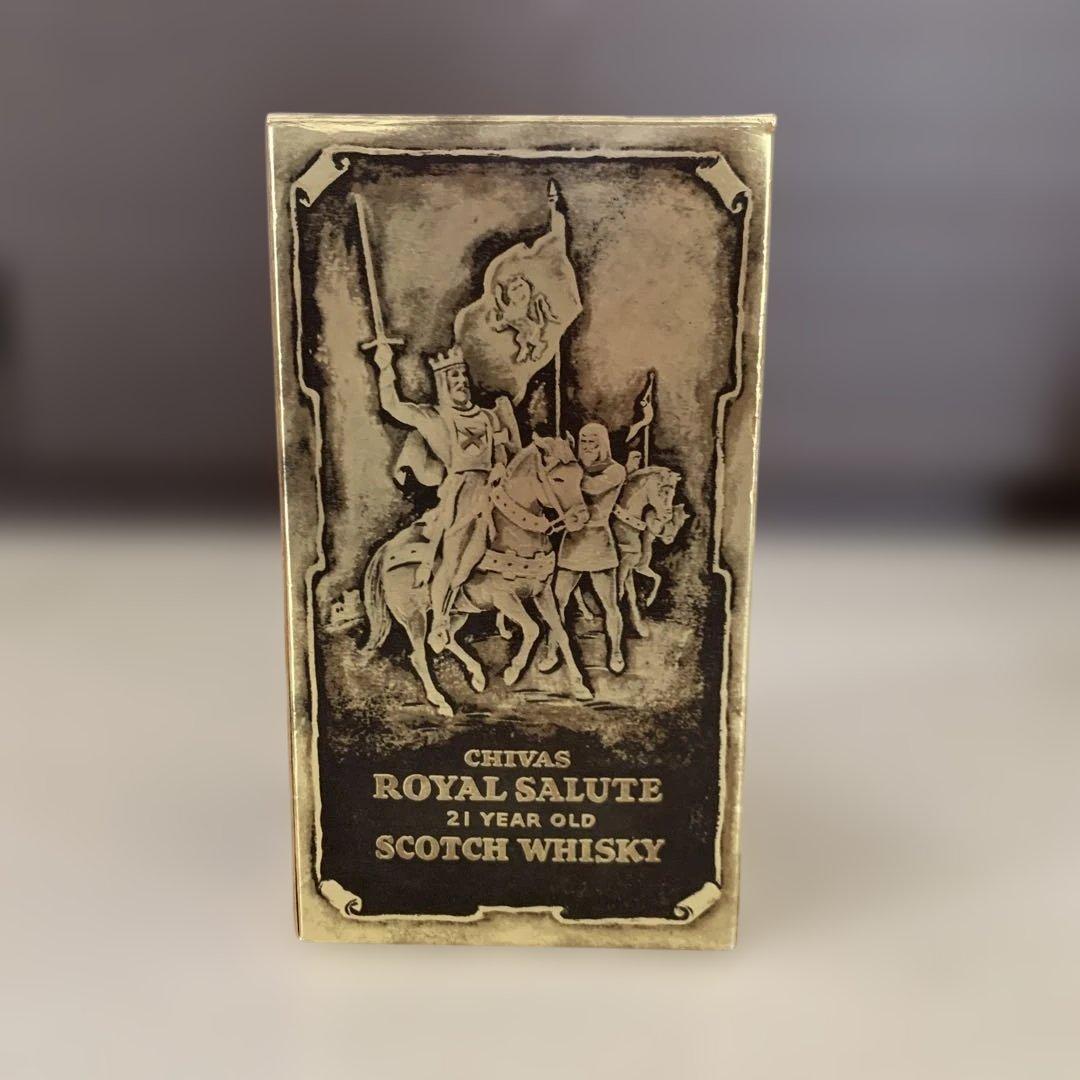 CHIVAS
ROYAL SALUTE
21 YEAR OLD
SCOTCH WHISKY